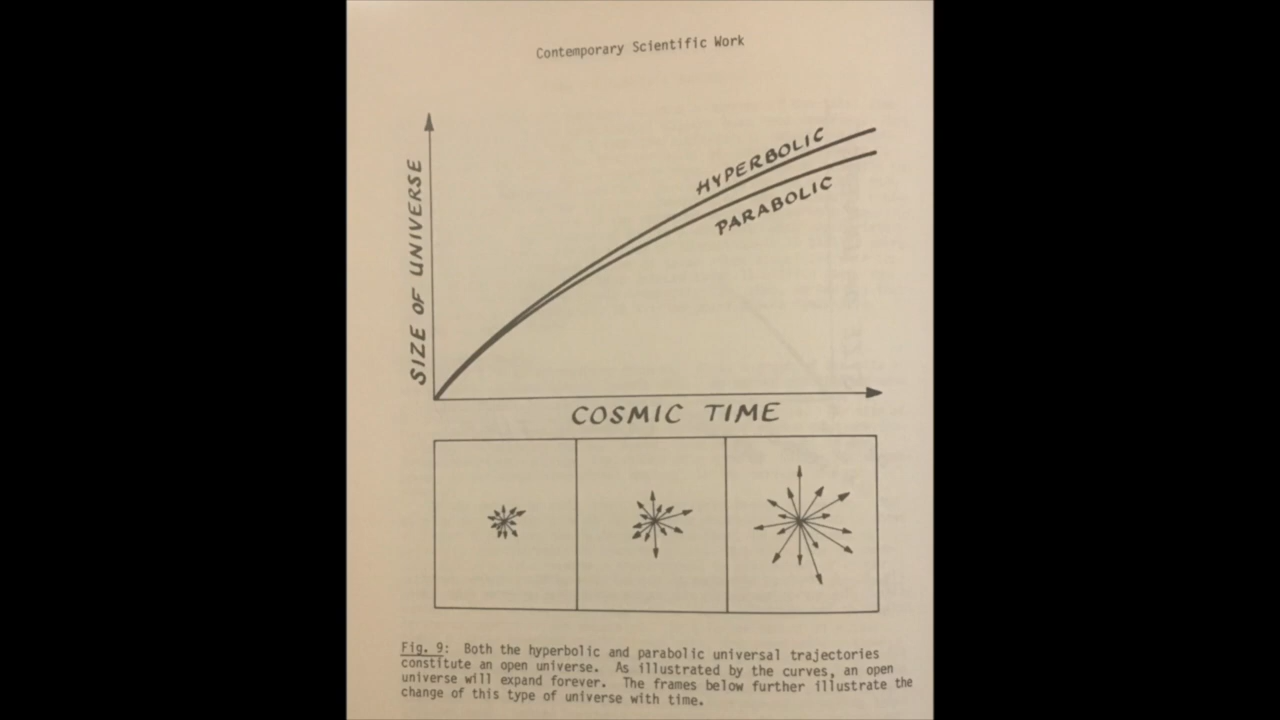 Contemporary Scientific Work
SIZE OF UNIVERSE
HYPERBOLIC
PARABOLIC
COSMIC TIME
Fig. 9: Both the hyperbolic and parabolic universal trajectories
constitute an open universe. As illustrated by the curves, an open
universe will expand forever. The frames below further illustrate the
change of this type of universe with time.